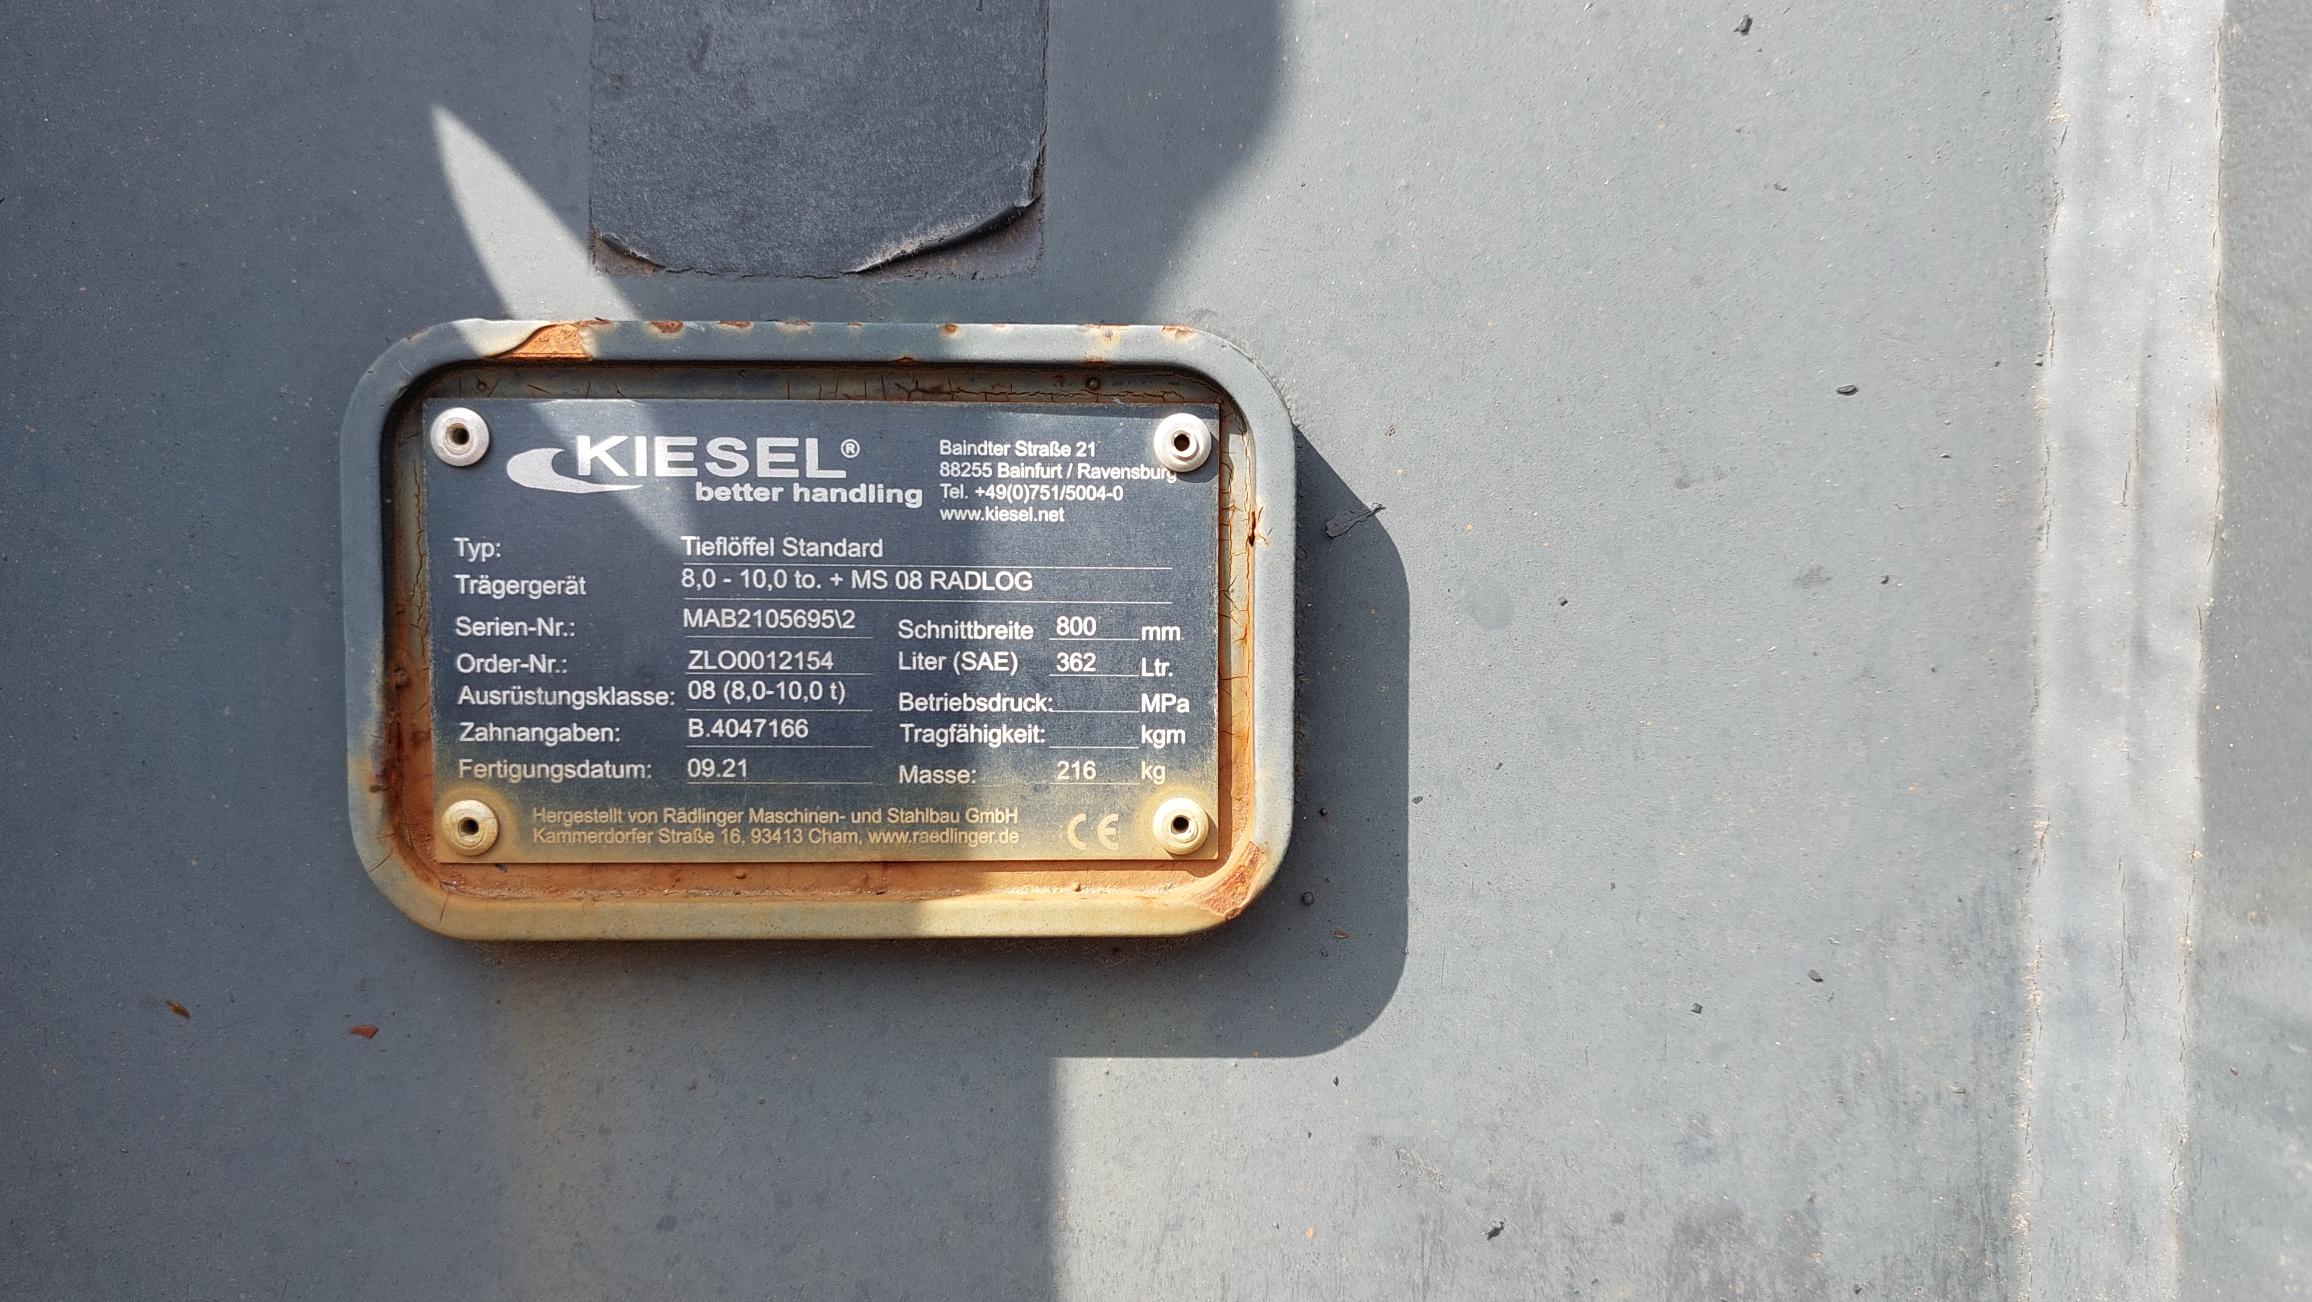 KIESEL®
better handling
Baindter Straße 21
88255 Bainfurt / Ravensburg
Tel. +49(0)751/5004-0
www.kiesel.net
Typ: Tieflöffel Standard
Trägergerät 8,0 - 10,0 to. + MS 08 RADLOG
Serien-Nr.: MAB2105695\2 Schnittbreite 800 mm
Order-Nr.: ZLO0012154 Liter (SAE) 362 Ltr.
Ausrüstungsklasse: 08 (8,0-10,0 t) Betriebsdruck: MPa
Zahnangaben: B.4047166 Tragfähigkeit: kgm
Fertigungsdatum: 09.21 Masse: 216 kg
Hergestellt von Rädlinger Maschinen- und Stahlbau GmbH
Kammerdorfer Straße 16, 93413 Cham, www.raedlinger.de
CE